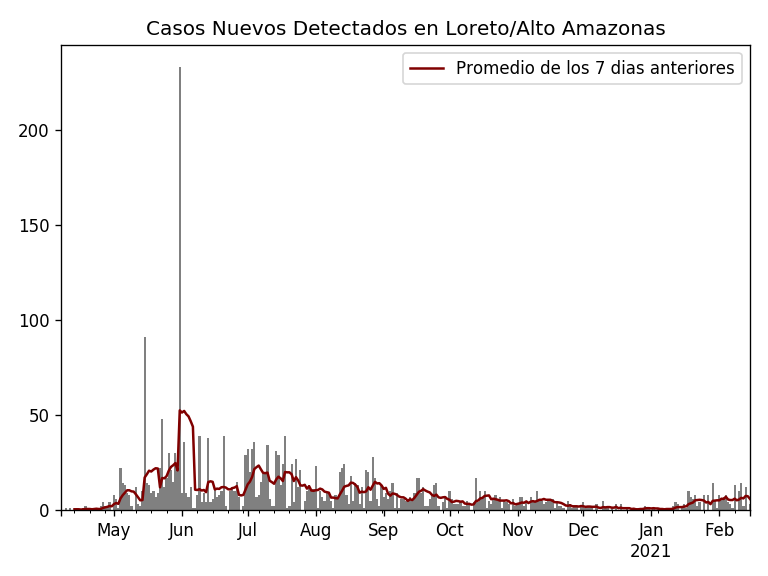 Casos Nuevos Detectados en Loreto/Alto Amazonas
Promedio de los 7 dias anteriores
200
150
100
50
0
May Jun Jul Aug Sep Oct Nov Dec Jan Feb
2021